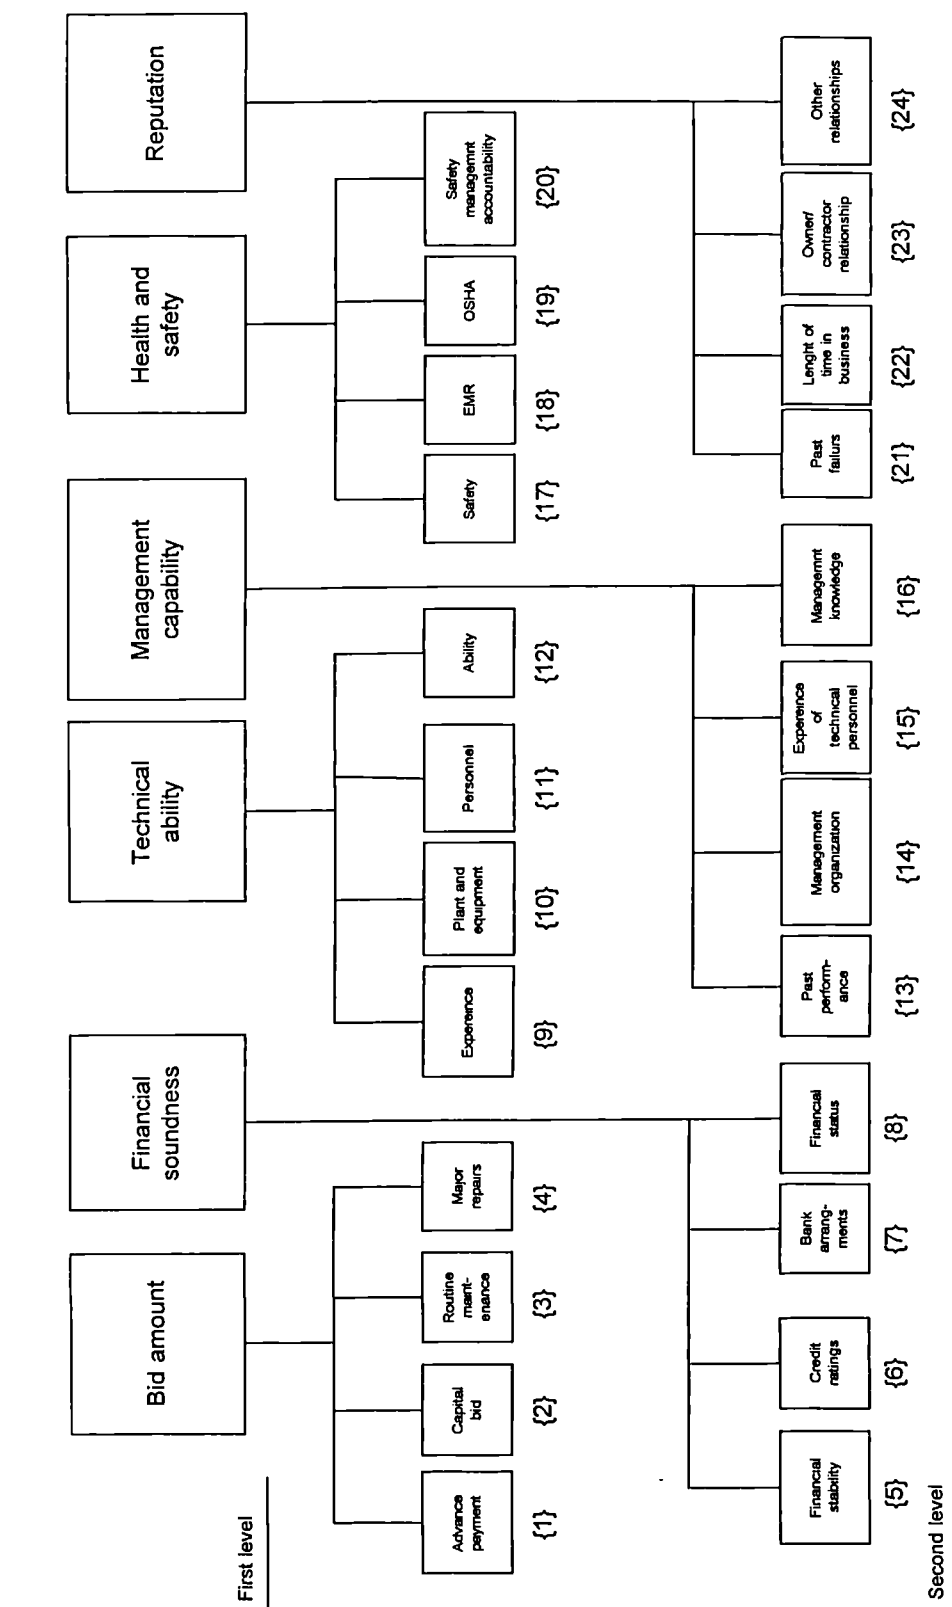 Bid amount
Financial
soundness
Technical
ability
Management
capability
Health and
safety
Reputation
First level
Advance
payment
{1}
Capital
bid
{2}
Routine
maint-
enance
{3}
Major
repairs
{4}
Expereince
{9}
Plant and
equipment
{10}
Personnel
{11}
Ability
{12}
Safety
{17}
EMR
{18}
OSHA
{19}
Safety
managemnt
accountability
{20}
Financial
stability
{5}
Credit
ratings
{6}
Bank
arrang-
ments
{7}
Financial
status
{8}
Past
perform-
ance
{13}
Management
organization
{14}
Expereince
of
technical
personnel
{15}
Managemnt
knowledge
{16}
Past
failurs
{21}
Lenght of
time in
business
{22}
Owner/
contractor
relationship
{23}
Other
relationships
{24}
Second level